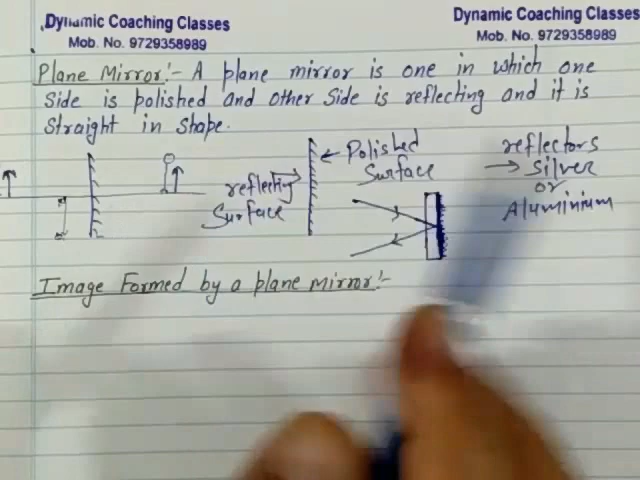 Dynamic Coaching Classes
Mob. No. 9729358989
Dynamic Coaching Classes
Mob. No. 9729358989
Plane Mirror:- A plane mirror is one in which one
side is polished and other side is reflecting and it is
straight in shape.
reflecting
Surface
Polished
Surface
reflectors
→ Silver
or
Aluminium
Image Formed by a plane mirror:-